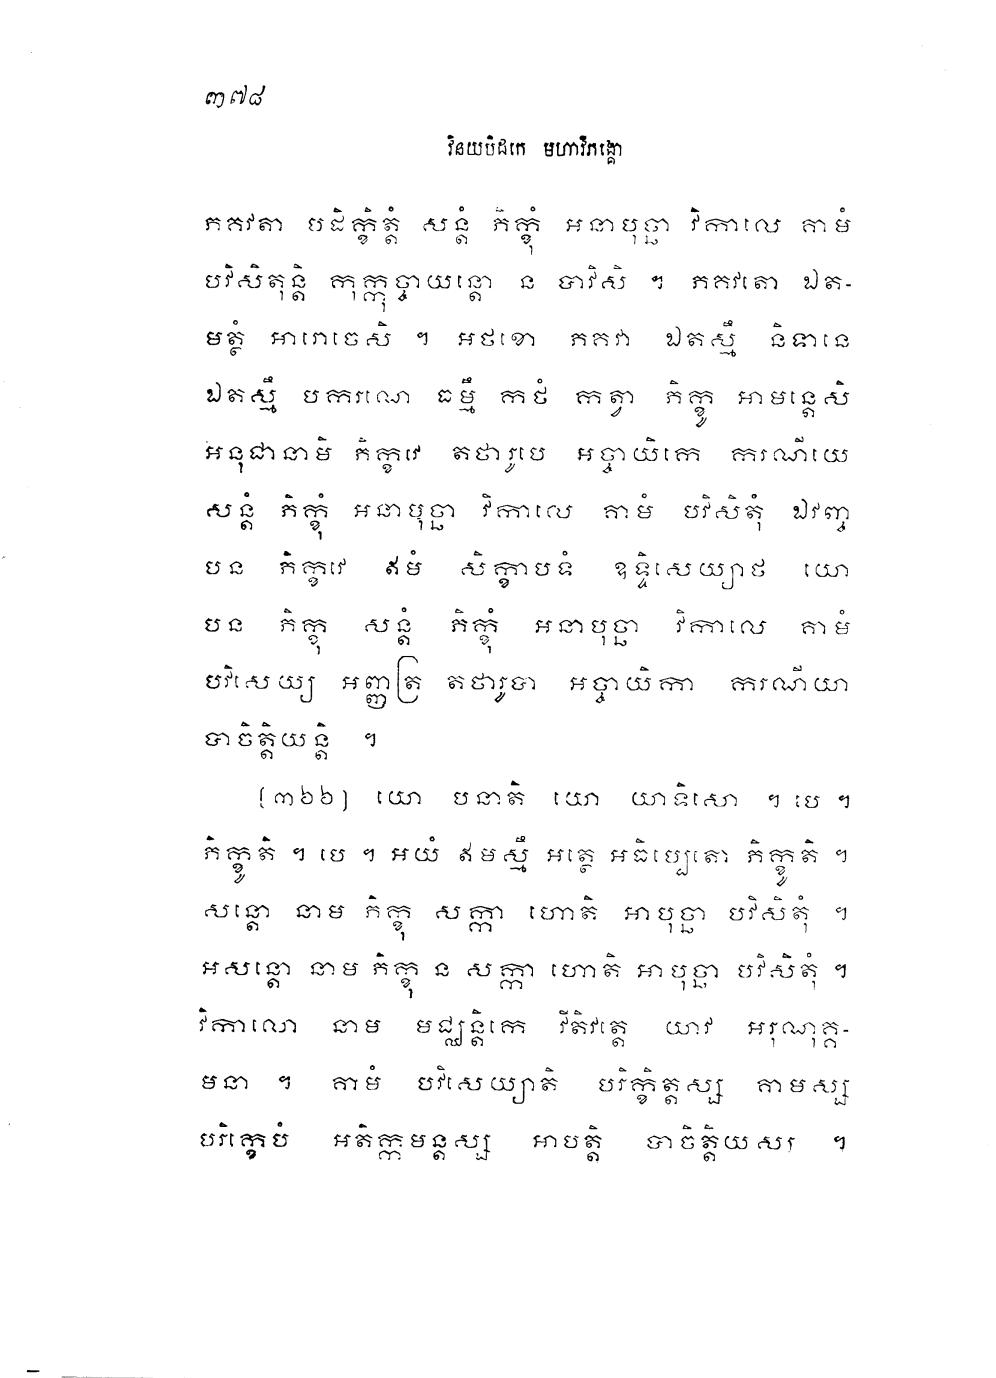 ៣៧៨
វិនយបិដកេ មហាវិភង្គោ
ភគវតា បដិក្ខិត្តំ សន្តំ ភិក្ខុំ អនាបុច្ឆា វិកាលេ គាមំ
បវិសិតុន្តិ កុក្កុច្ចាយន្តោ ន បាវិសិ ។ ភគវតោ ឯត-
មត្ថំ អារោចេសិ ។ អថខោ ភគវា ឯតស្មឹ និទានេ
ឯតស្មឹ បករណេ ធម្មឹ កថំ កត្វា ភិក្ខូ អាមន្តេសិ
អនុជានាមិ ភិក្ខវេ តថារូបេ អច្ចាយិកេ ករណីយេ
សន្តំ ភិក្ខុំ អនាបុច្ឆា វិកាលេ គាមំ បវិសិតុំ ឯវញ្ច
បន ភិក្ខវេ ឥមំ សិក្ខាបទំ ឧទ្ទិសេយ្យាថ យោ
បន ភិក្ខុ សន្តំ ភិក្ខុំ អនាបុច្ឆា វិកាលេ គាមំ
បវិសេយ្យ អញ្ញត្រ តថារូបា អច្ចាយិកា ករណីយា
បាចិត្តិយន្តិ ។
(៣៦៦) យោ បនាតិ យោ យាទិសោ ។ បេ ។
ភិក្ខូតិ ។ បេ ។ អយំ ឥមស្មឹ អត្ថេ អធិប្បេតោ ភិក្ខូតិ ។
សន្តោ នាម ភិក្ខុ សក្កា ហោតិ អាបុច្ឆា បវិសិតុំ ។
អសន្តោ នាម ភិក្ខុ ន សក្កា ហោតិ អាបុច្ឆា បវិសិតុំ ។
វិកាលោ នាម មជ្ឈន្តិកេ វីតិវត្តេ យាវ អរុណុគ្គ-
មនា ។ គាមំ បវិសេយ្យាតិ បរិក្ខិត្តស្ស គាមស្ស
បរិក្ខេបំ អតិក្កមន្តស្ស អាបត្តិ បាចិត្តិយសរ ។